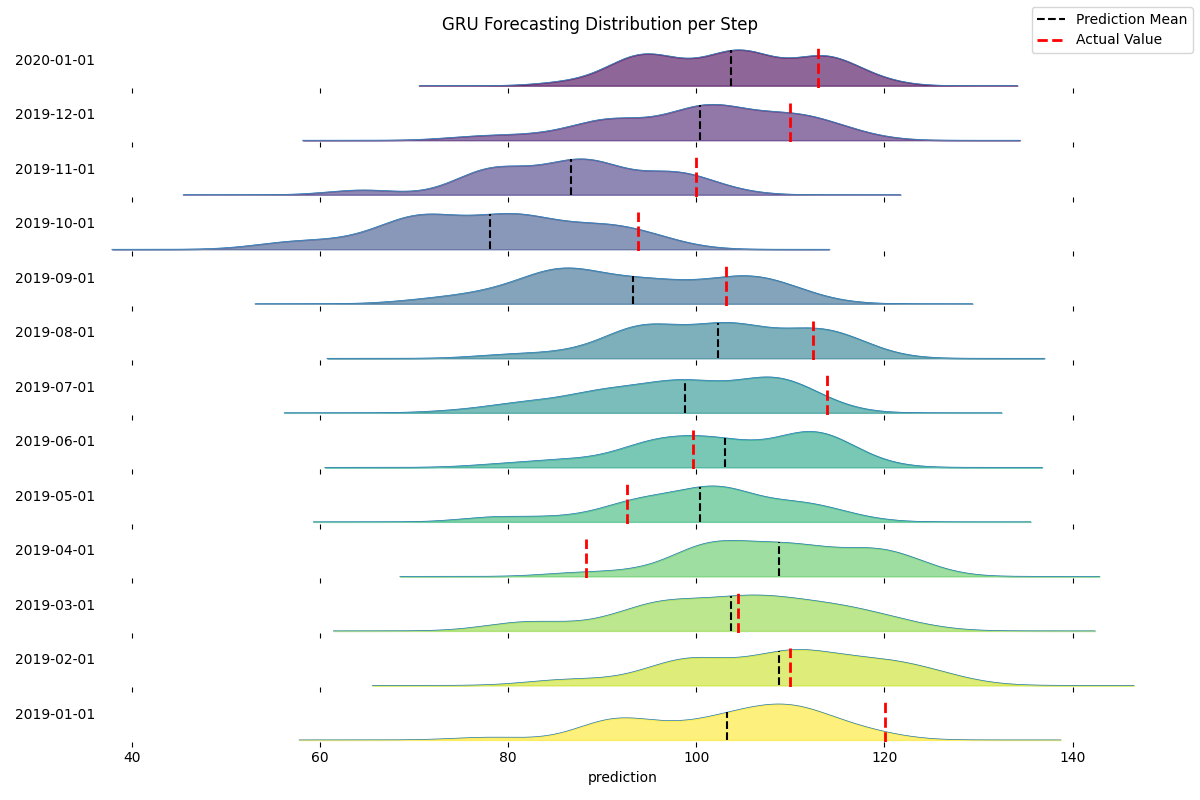 GRU Forecasting Distribution per Step
Prediction Mean
Actual Value
2020-01-01
2019-12-01
2019-11-01
2019-10-01
2019-09-01
2019-08-01
2019-07-01
2019-06-01
2019-05-01
2019-04-01
2019-03-01
2019-02-01
2019-01-01
40 60 80 100 120 140
prediction